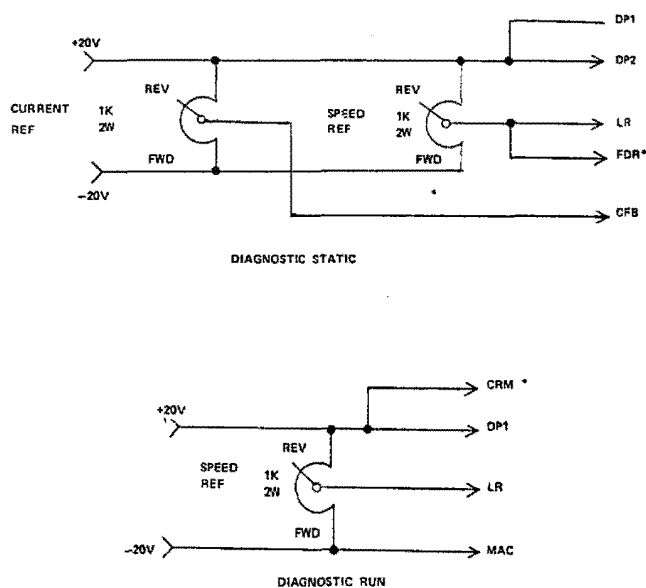 DP1
+20V
DP2
REV
REV
CURRENT REF
1K
2W
SPEED REF
1K
2W
LR
FWD
FWD
FDR*
-20V
CFB
DIAGNOSTIC STATIC
CRM *
+20V
DP1
REV
SPEED REF
1K
2W
LR
FWD
-20V
MAC
DIAGNOSTIC RUN